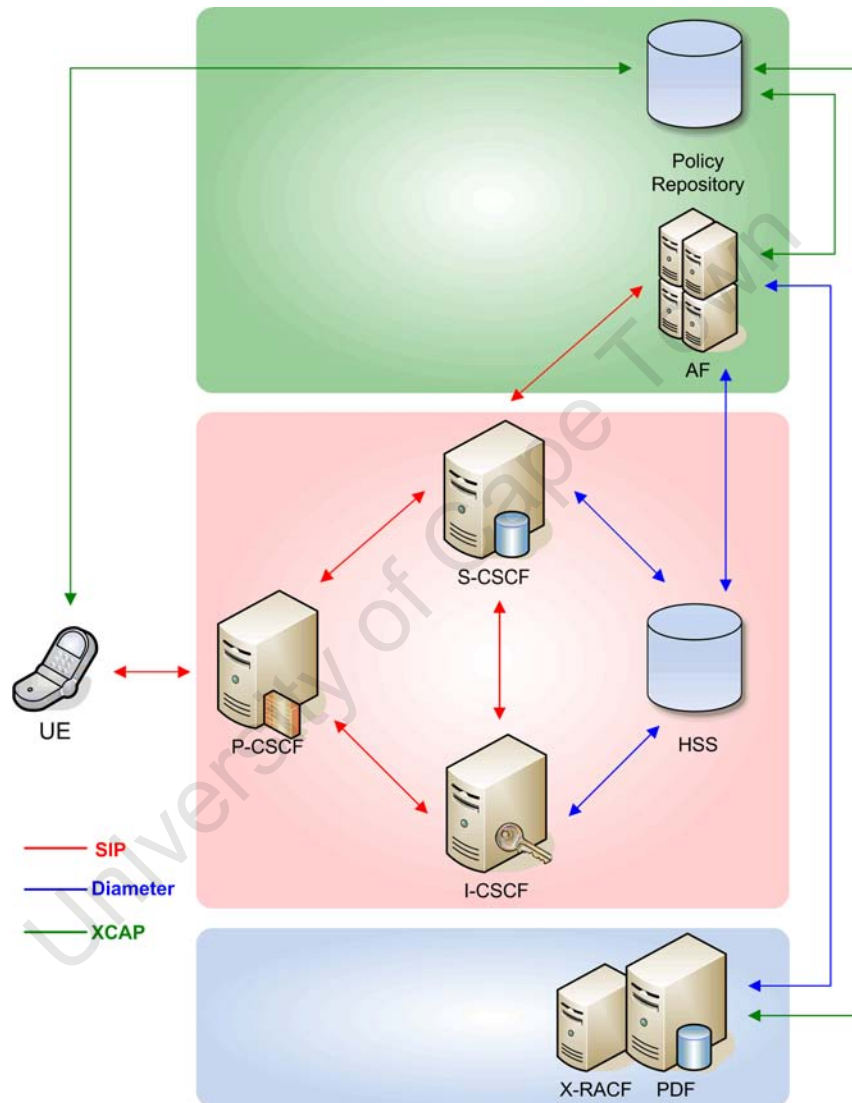 Policy
Repository
AF
S-CSCF
UE
P-CSCF
HSS
I-CSCF
SIP
Diameter
XCAP
X-RACF PDF
University of Cape Town